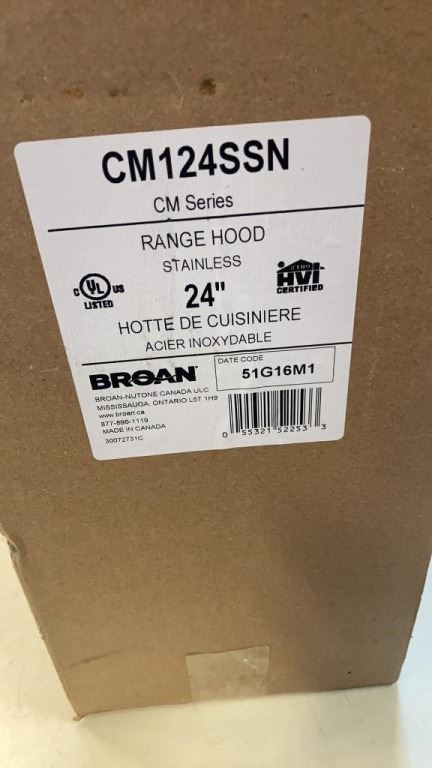 CM124SSN
CM Series
RANGE HOOD
STAINLESS
C UL US
LISTED
24"
HVI
CERTIFIED
HOTTE DE CUISINIERE
ACIER INOXYDABLE
BROAN
BROAN-NUTONE CANADA ULC
MISSISSAUGA, ONTARIO L5T 1H9
www.broan.ca
877-896-1119
MADE IN CANADA
30072731C
DATE CODE
51G16M1
0 55321 52253 3